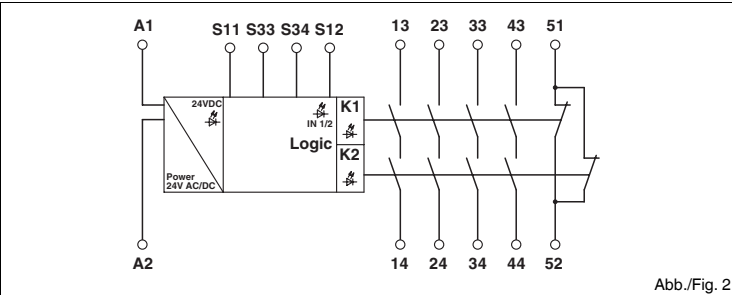 A1 S11 S33 S34 S12 13 23 33 43 51
24VDC
IN 1/2
K1
Logic
K2
Power
24V AC/DC
A2 14 24 34 44 52
Abb./Fig. 2